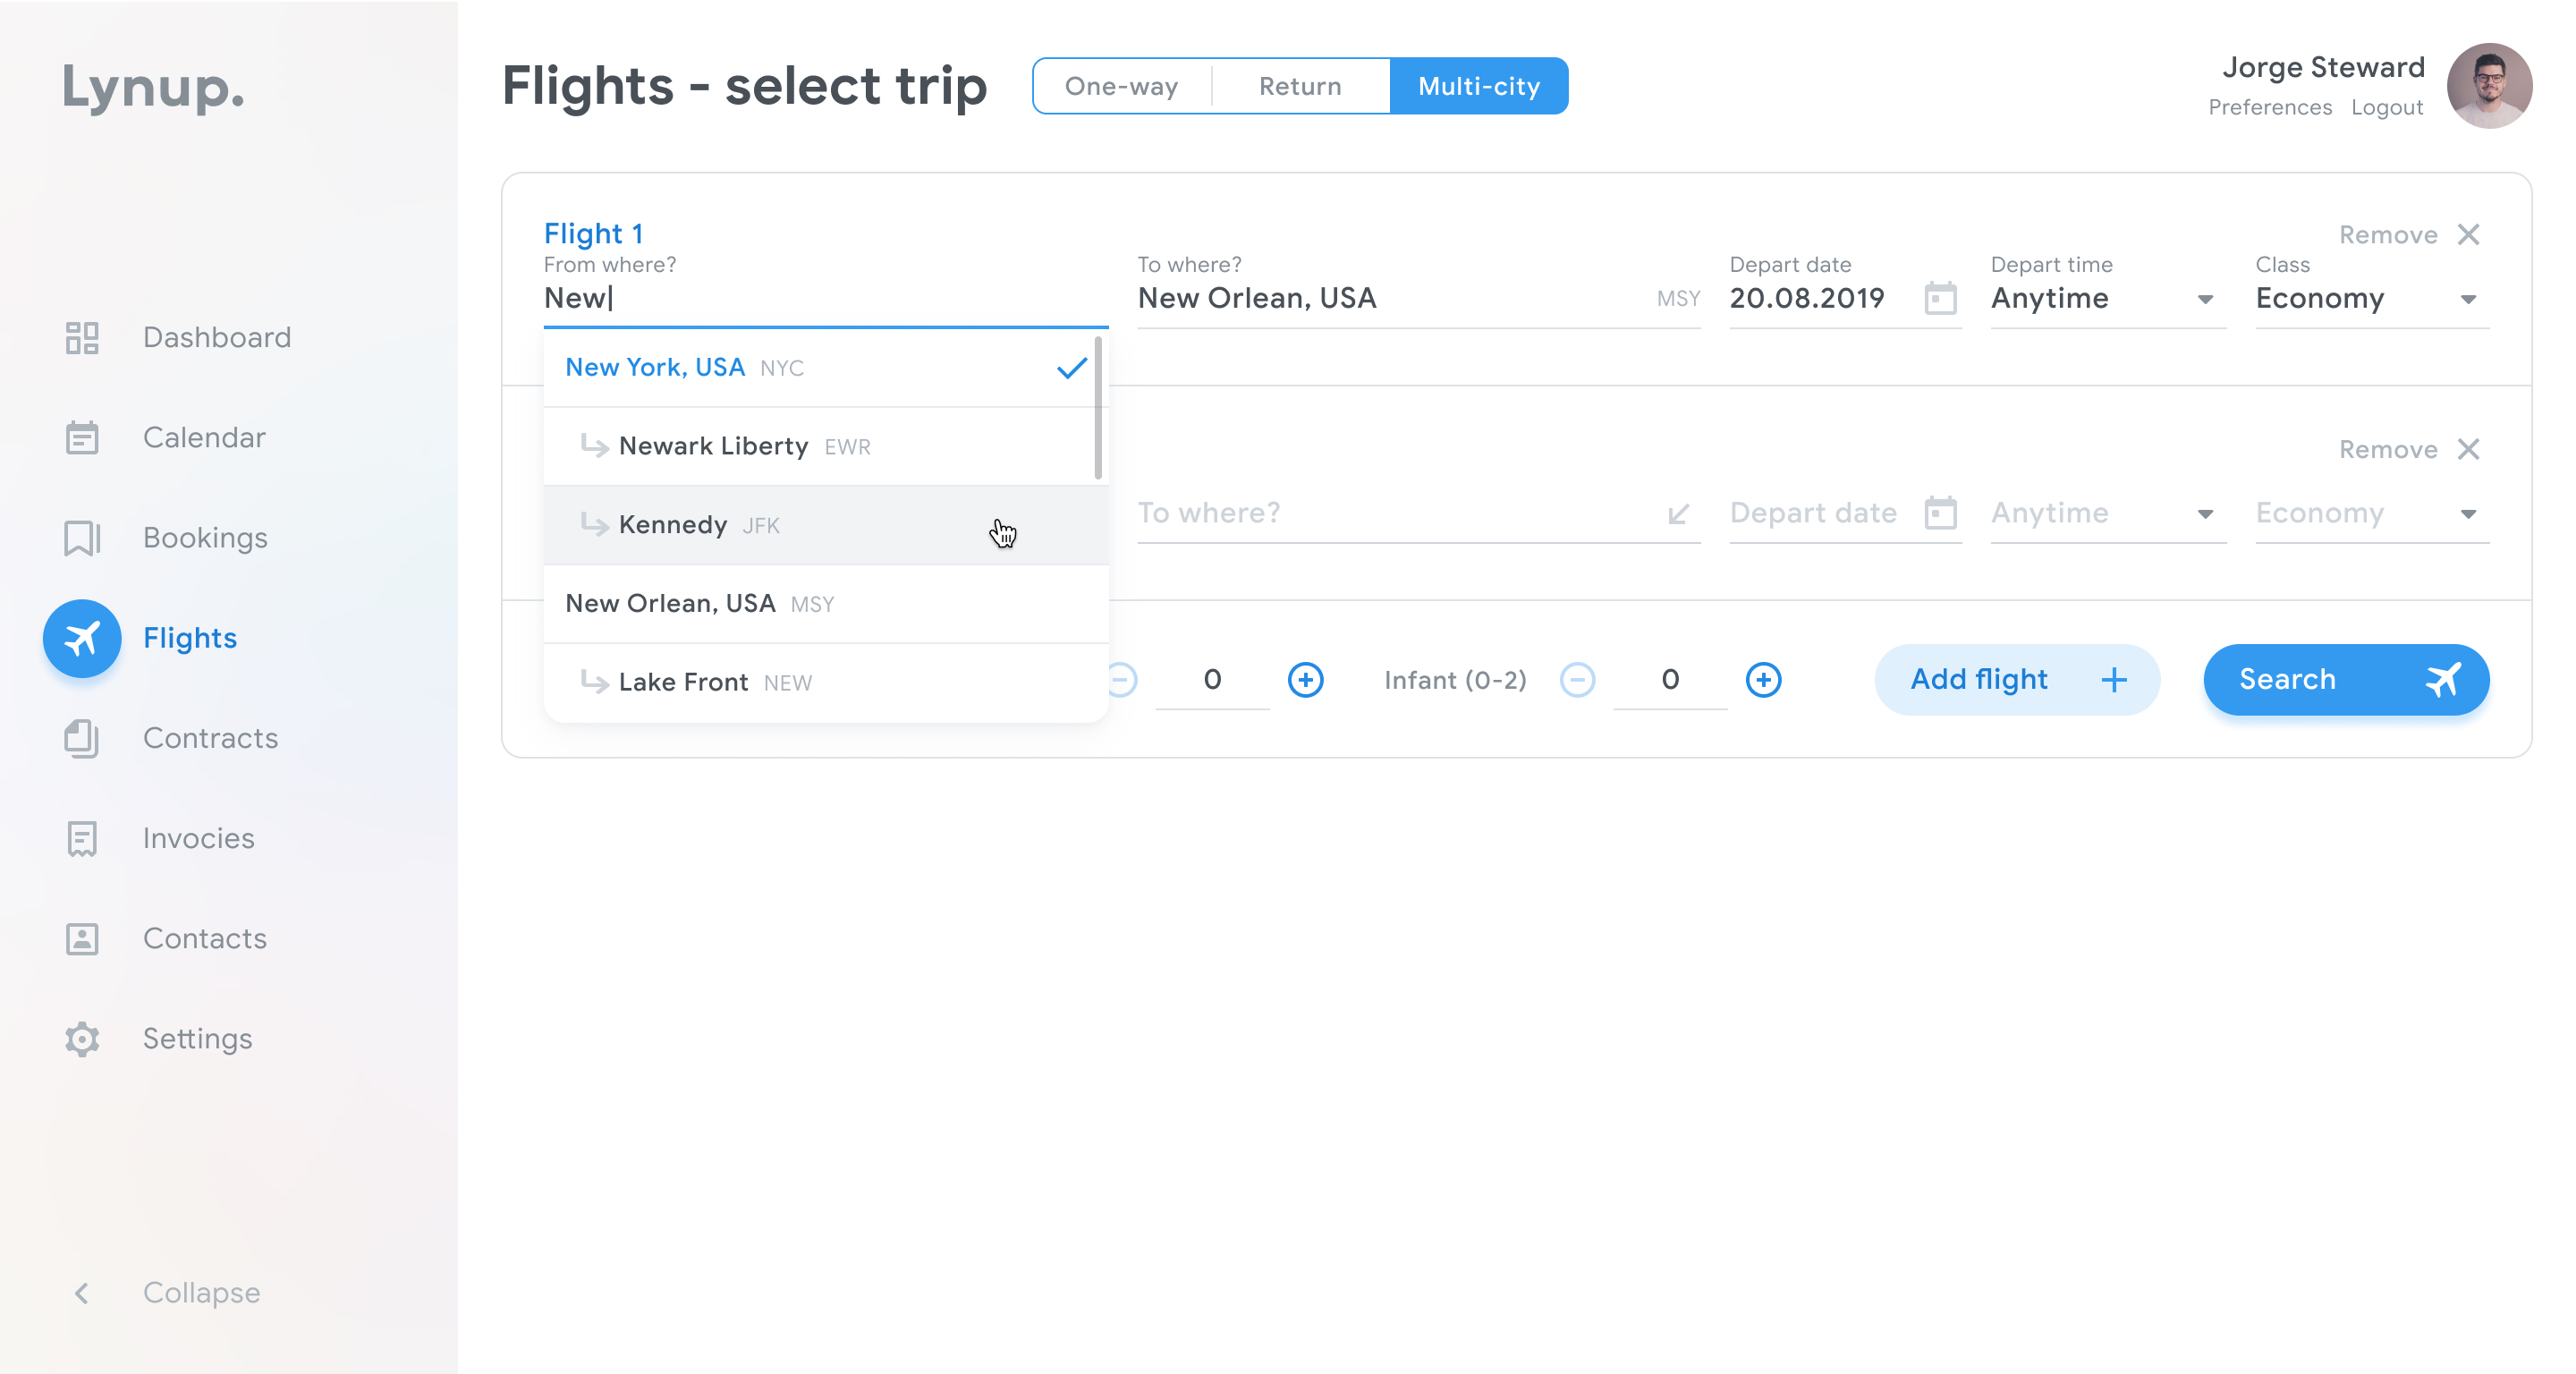 Lynup.
Dashboard
Calendar
Bookings
Flights
Contracts
Invocies
Contacts
Settings
Collapse
Flights - select trip
One-way Return Multi-city
Jorge Steward
Preferences Logout
Flight 1
Remove
From where? To where? Depart date Depart time Class
New New Orlean, USA MSY 20.08.2019 Anytime Economy
New York, USA NYC
Newark Liberty EWR
Kennedy JFK
New Orlean, USA MSY
Lake Front NEW
Remove
To where? Depart date Anytime Economy
0 Infant (0-2) 0 Add flight Search